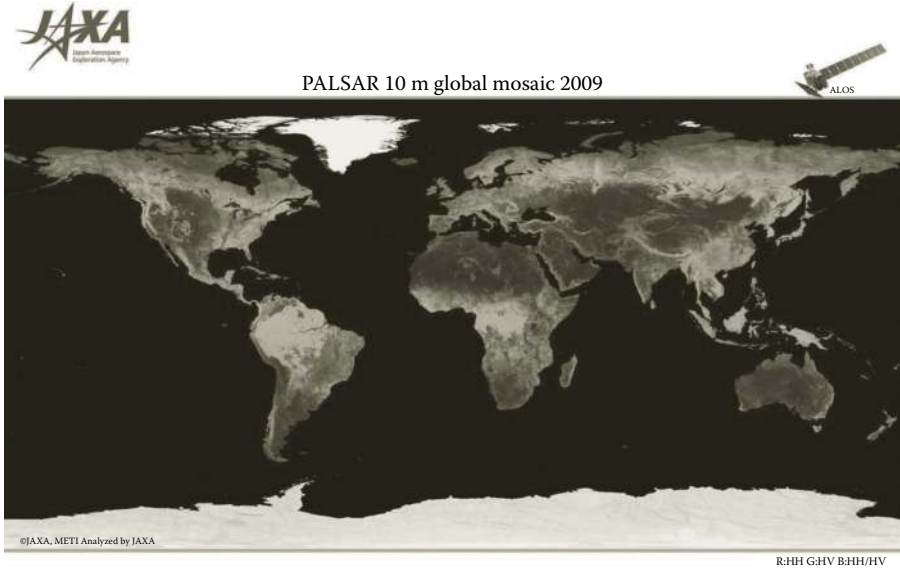 JAXA
Japan Aerospace
Exploration Agency
PALSAR 10 m global mosaic 2009
ALOS
©JAXA, METI Analyzed by JAXA
R:HH G:HV B:HH/HV